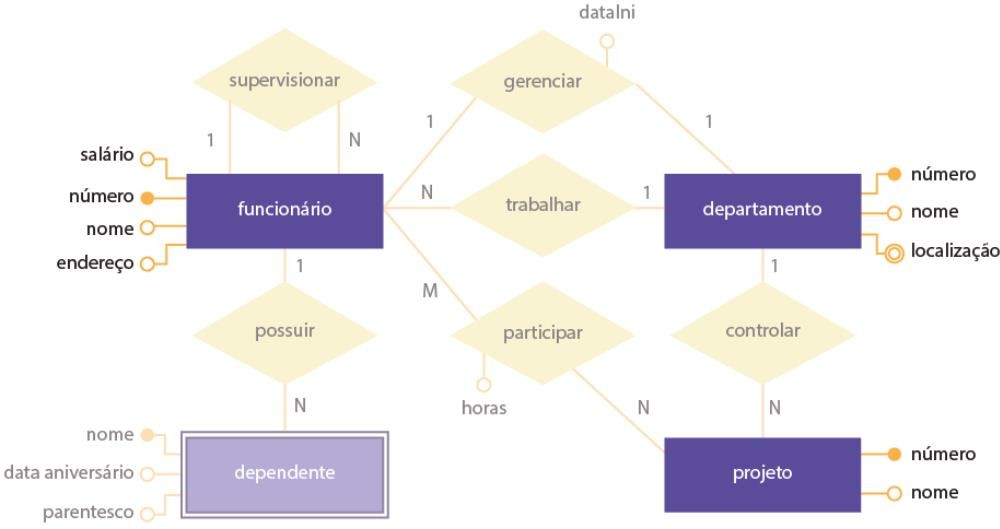 dataIni
supervisionar
gerenciar
1
N
1
1
salário
número
nome
endereço
funcionário
N
trabalhar
1
departamento
número
nome
localização
1
M
1
possuir
participar
controlar
N
horas
N
N
nome
data aniversário
parentesco
dependente
projeto
número
nome